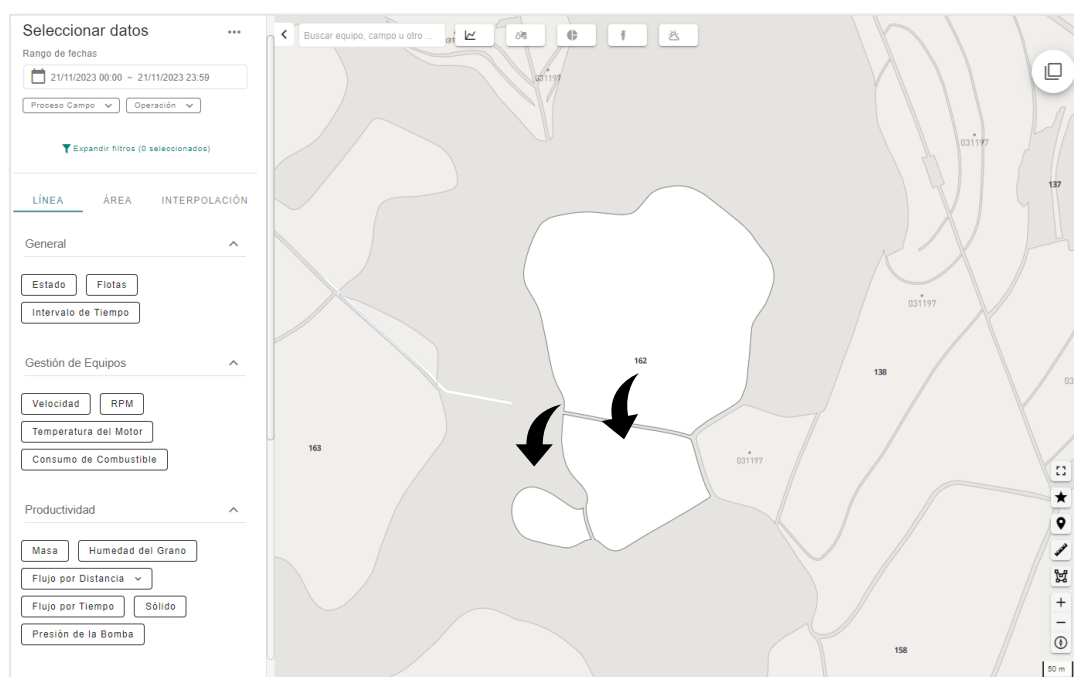 Seleccionar datos
Rango de fechas
21/11/2023 00:00 ~ 21/11/2023 23:59
Proceso Campo Operación
Expandir filtros (0 seleccionados)
LÍNEA ÁREA INTERPOLACIÓN
General
Estado Flotas
Intervalo de Tiempo
Gestión de Equipos
Velocidad RPM
Temperatura del Motor
Consumo de Combustible
Productividad
Masa Humedad del Grano
Flujo por Distancia
Flujo por Tiempo Sólido
Presión de la Bomba
Buscar equipo, campo u otro ...
031197
031197
137
031197
162
138
163
031197
158
50 m